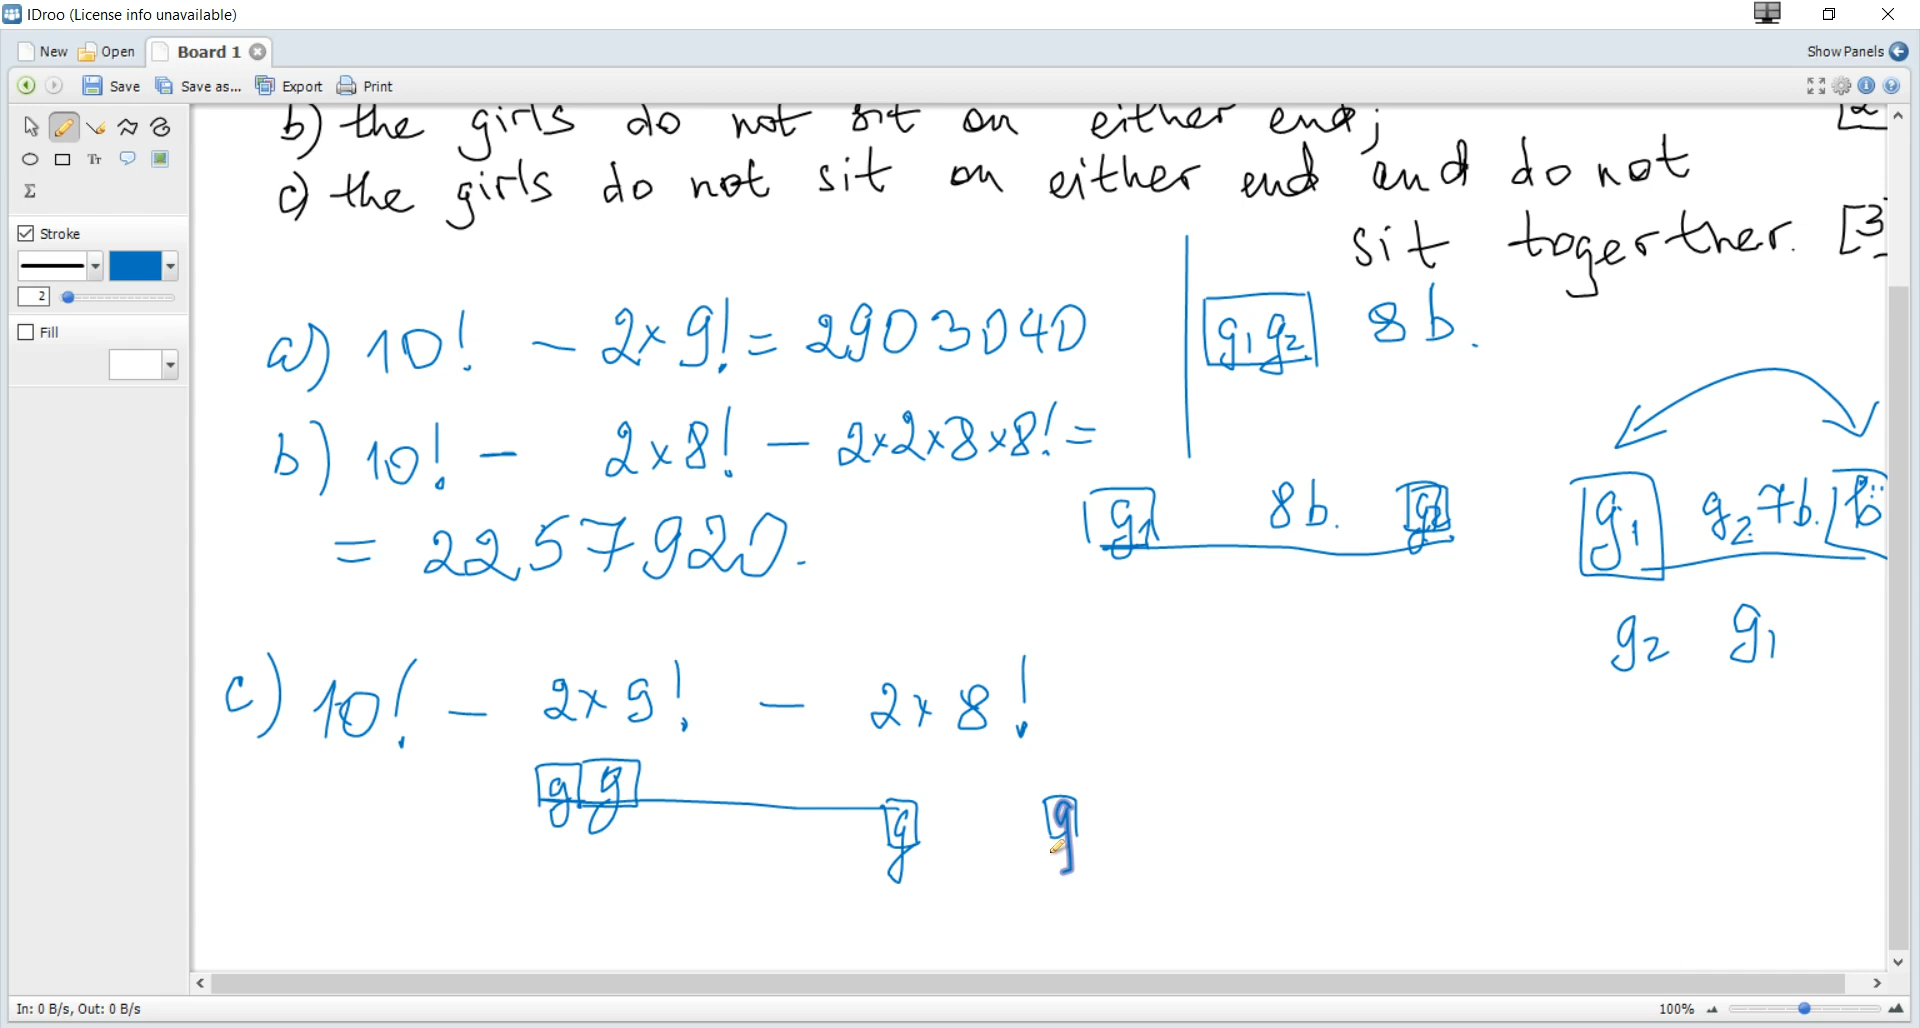 IDroo (License info unavailable)
New Open Board 1 Show Panels
Save Save as... Export Print
Stroke
2
Fill
b) the girls do not sit on either end;
c) the girls do not sit on either end and do not
sit togerther. [3
a) 10! - 2×9! = 2903040
g1 g2 8b.
b) 10! - 2×8! - 2×2×8×8! =
= 2257920.
g1 8b. g2
g1 g2 7b. b
g2 g1
c) 10! - 2×9! - 2×8!
g g
g g
In: 0 B/s, Out: 0 B/s
100%